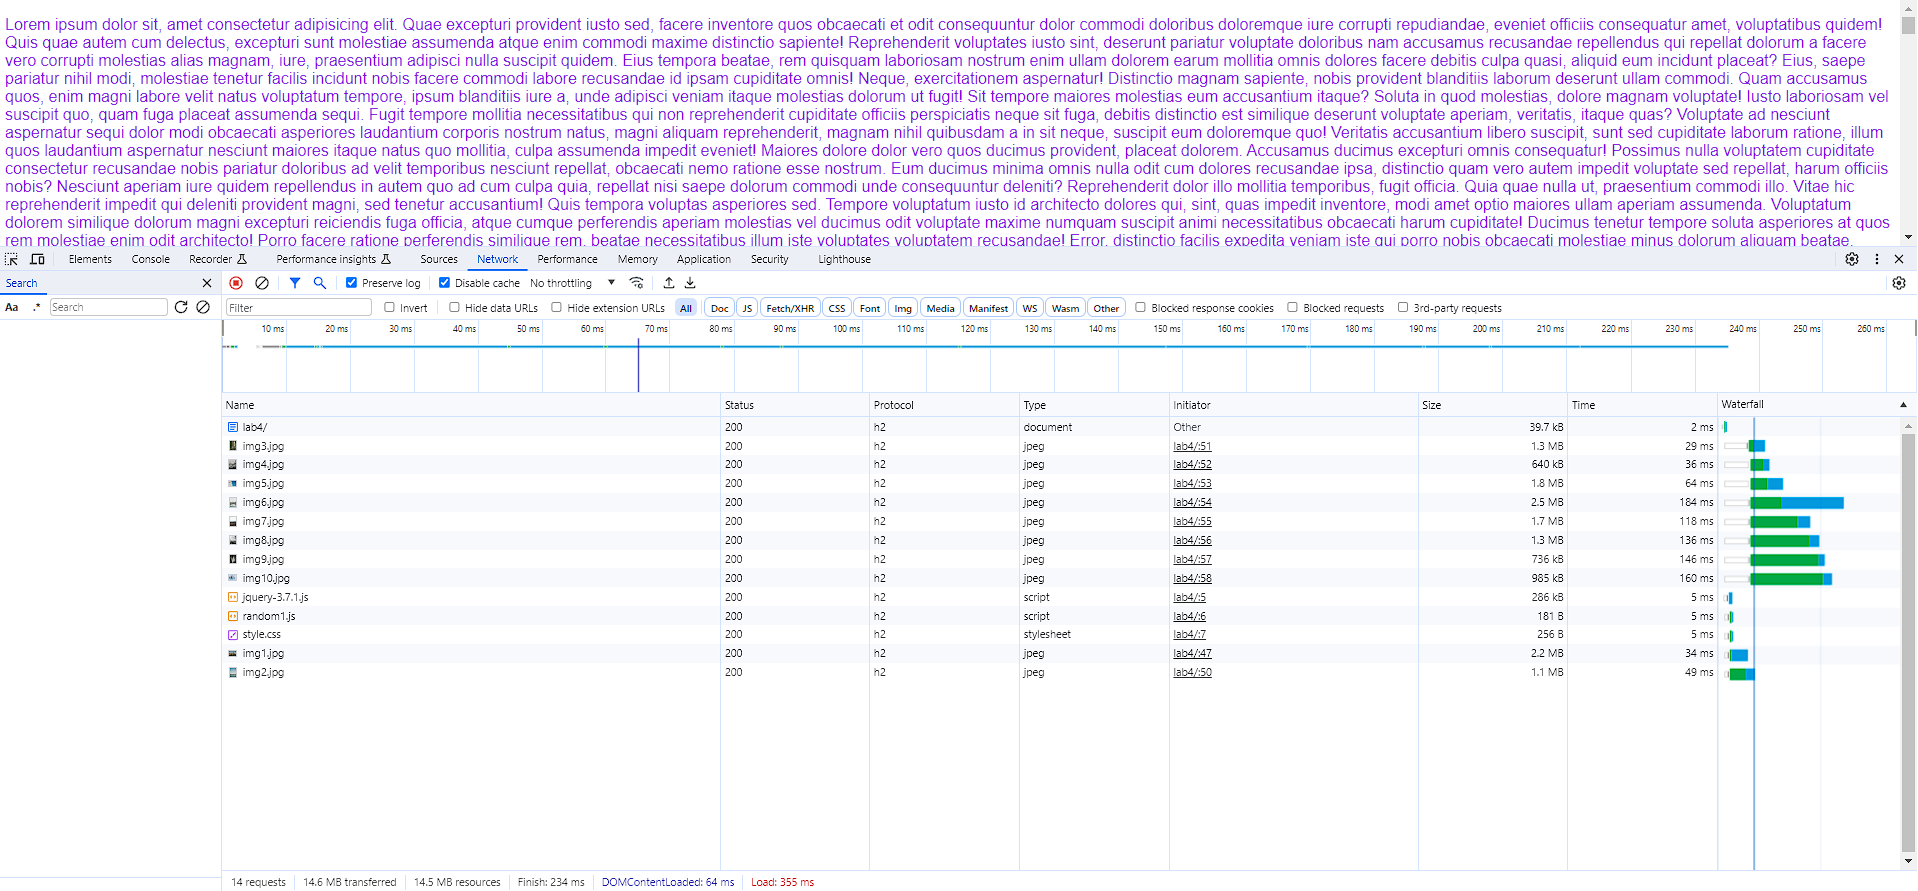 Lorem ipsum dolor sit, amet consectetur adipisicing elit. Quae excepturi provident iusto sed, facere inventore quos obcaecati et odit consequuntur dolor commodi doloribus doloremque iure corrupti repudiandae, eveniet officiis consequatur amet, voluptatibus quidem!
Quis quae autem cum delectus, excepturi sunt molestiae assumenda atque enim commodi maxime distinctio sapiente! Reprehenderit voluptates iusto sint, deserunt pariatur voluptate doloribus nam accusamus recusandae repellendus qui repellat dolorum a facere
vero corrupti molestias alias magnam, iure, praesentium adipisci nulla suscipit quidem. Eius tempora beatae, rem quisquam laboriosam nostrum enim ullam dolorem earum mollitia omnis dolores facere debitis culpa quasi, aliquid eum incidunt placeat? Eius, saepe
pariatur nihil modi, molestiae tenetur facilis incidunt nobis facere commodi labore recusandae id ipsam cupiditate omnis! Neque, exercitationem aspernatur! Distinctio magnam sapiente, nobis provident blanditiis laborum deserunt ullam commodi. Quam accusamus
quos, enim magni labore velit natus voluptatum tempore, ipsum blanditiis iure a, unde adipisci veniam itaque molestias dolorum ut fugit! Sit tempore maiores molestias eum accusantium itaque? Soluta in quod molestias, dolore magnam voluptate! Iusto laboriosam vel
suscipit quo, quam fuga placeat assumenda sequi. Fugit tempore mollitia necessitatibus qui non reprehenderit cupiditate officiis perspiciatis neque sit fuga, debitis distinctio est similique deserunt voluptate aperiam, veritatis, itaque quas? Voluptate ad nesciunt
aspernatur sequi dolor modi obcaecati asperiores laudantium corporis nostrum natus, magni aliquam reprehenderit, magnam nihil quibusdam a in sit neque, suscipit eum doloremque quo! Veritatis accusantium libero suscipit, sunt sed cupiditate laborum ratione, illum
quos laudantium aspernatur nesciunt maiores itaque natus quo mollitia, culpa assumenda impedit eveniet! Maiores dolore dolor vero quos ducimus provident, placeat dolorem. Accusamus ducimus excepturi omnis consequatur! Possimus nulla voluptatem cupiditate
consectetur recusandae nobis pariatur doloribus ad velit temporibus nesciunt repellat, obcaecati nemo ratione esse nostrum. Eum ducimus minima omnis nulla odit cum dolores recusandae ipsa, distinctio quam vero autem impedit voluptate sed repellat, harum officiis
nobis? Nesciunt aperiam iure quidem repellendus in autem quo ad cum culpa quia, repellat nisi saepe dolorum commodi unde consequuntur deleniti? Reprehenderit dolor illo mollitia temporibus, fugit officia. Quia quae nulla ut, praesentium commodi illo. Vitae hic
reprehenderit impedit qui deleniti provident magni, sed tenetur accusantium! Quis tempora voluptas asperiores sed. Tempore voluptatum iusto id architecto dolores qui, sint, quas impedit inventore, modi amet optio maiores ullam aperiam assumenda. Voluptatum
dolorem similique dolorum magni excepturi reiciendis fuga officia, atque cumque perferendis aperiam molestias vel ducimus odit voluptate maxime numquam suscipit animi necessitatibus obcaecati harum cupiditate! Ducimus tenetur tempore soluta asperiores at quos
rem molestiae enim odit architecto! Porro facere ratione perferendis similique rem, beatae necessitatibus illum iste voluptates voluptatem recusandae! Error, distinctio facilis expedita veniam iste qui porro nobis obcaecati molestiae minus dolorum aliquam beatae.
Elements Console Recorder Performance insights Sources Network Performance Memory Application Security Lighthouse
Search Preserve log Disable cache No throttling
Aa .* Search Filter Invert Hide data URLs Hide extension URLs All Doc JS Fetch/XHR CSS Font Img Media Manifest WS Wasm Other Blocked response cookies Blocked requests 3rd-party requests
10 ms 20 ms 30 ms 40 ms 50 ms 60 ms 70 ms 80 ms 90 ms 100 ms 110 ms 120 ms 130 ms 140 ms 150 ms 160 ms 170 ms 180 ms 190 ms 200 ms 210 ms 220 ms 230 ms 240 ms 250 ms 260 ms
Name Status Protocol Type Initiator Size Time Waterfall
lab4/ 200 h2 document Other 39.7 kB 2 ms
img3.jpg 200 h2 jpeg lab4/:51 1.3 MB 29 ms
img4.jpg 200 h2 jpeg lab4/:52 640 kB 36 ms
img5.jpg 200 h2 jpeg lab4/:53 1.8 MB 64 ms
img6.jpg 200 h2 jpeg lab4/:54 2.5 MB 184 ms
img7.jpg 200 h2 jpeg lab4/:55 1.7 MB 118 ms
img8.jpg 200 h2 jpeg lab4/:56 1.3 MB 136 ms
img9.jpg 200 h2 jpeg lab4/:57 736 kB 146 ms
img10.jpg 200 h2 jpeg lab4/:58 985 kB 160 ms
jquery-3.7.1.js 200 h2 script lab4/:5 286 kB 5 ms
random1.js 200 h2 script lab4/:6 181 B 5 ms
style.css 200 h2 stylesheet lab4/:7 256 B 5 ms
img1.jpg 200 h2 jpeg lab4/:47 2.2 MB 34 ms
img2.jpg 200 h2 jpeg lab4/:50 1.1 MB 49 ms
14 requests 14.6 MB transferred 14.5 MB resources Finish: 234 ms DOMContentLoaded: 64 ms Load: 355 ms